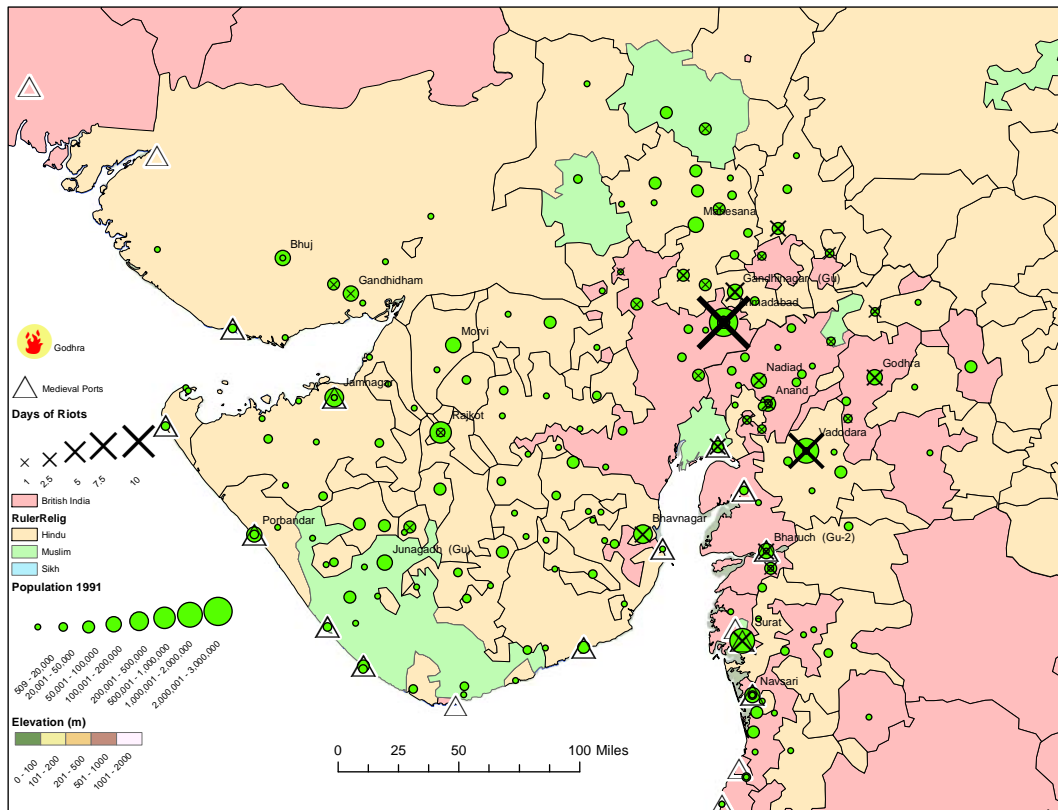 Mahesana
Bhuj
Gandhidham
Gandhinagar (Gu)
hmadabad
Morvi
Godhra
Nadiad
Anand
Jamnagar
Rajkot
Vadodara
Porbandar
Bhavnagar
Junagadh (Gu)
Bharuch (Gu-2)
Surat
Navsari
Godhra
Medieval Ports
Days of Riots
1 2.5 5 7.5 10
British India
RulerRelig
Hindu
Muslim
Sikh
Population 1991
509 - 20,000
20,001 - 50,000
50,001 - 100,000
100,001 - 200,000
200,001 - 500,000
500,001 - 1,000,000
1,000,001 - 2,000,000
2,000,001 - 3,000,000
Elevation (m)
0 - 100
101 - 200
201 - 500
501 - 1000
1001 - 2000
0 25 50 100 Miles